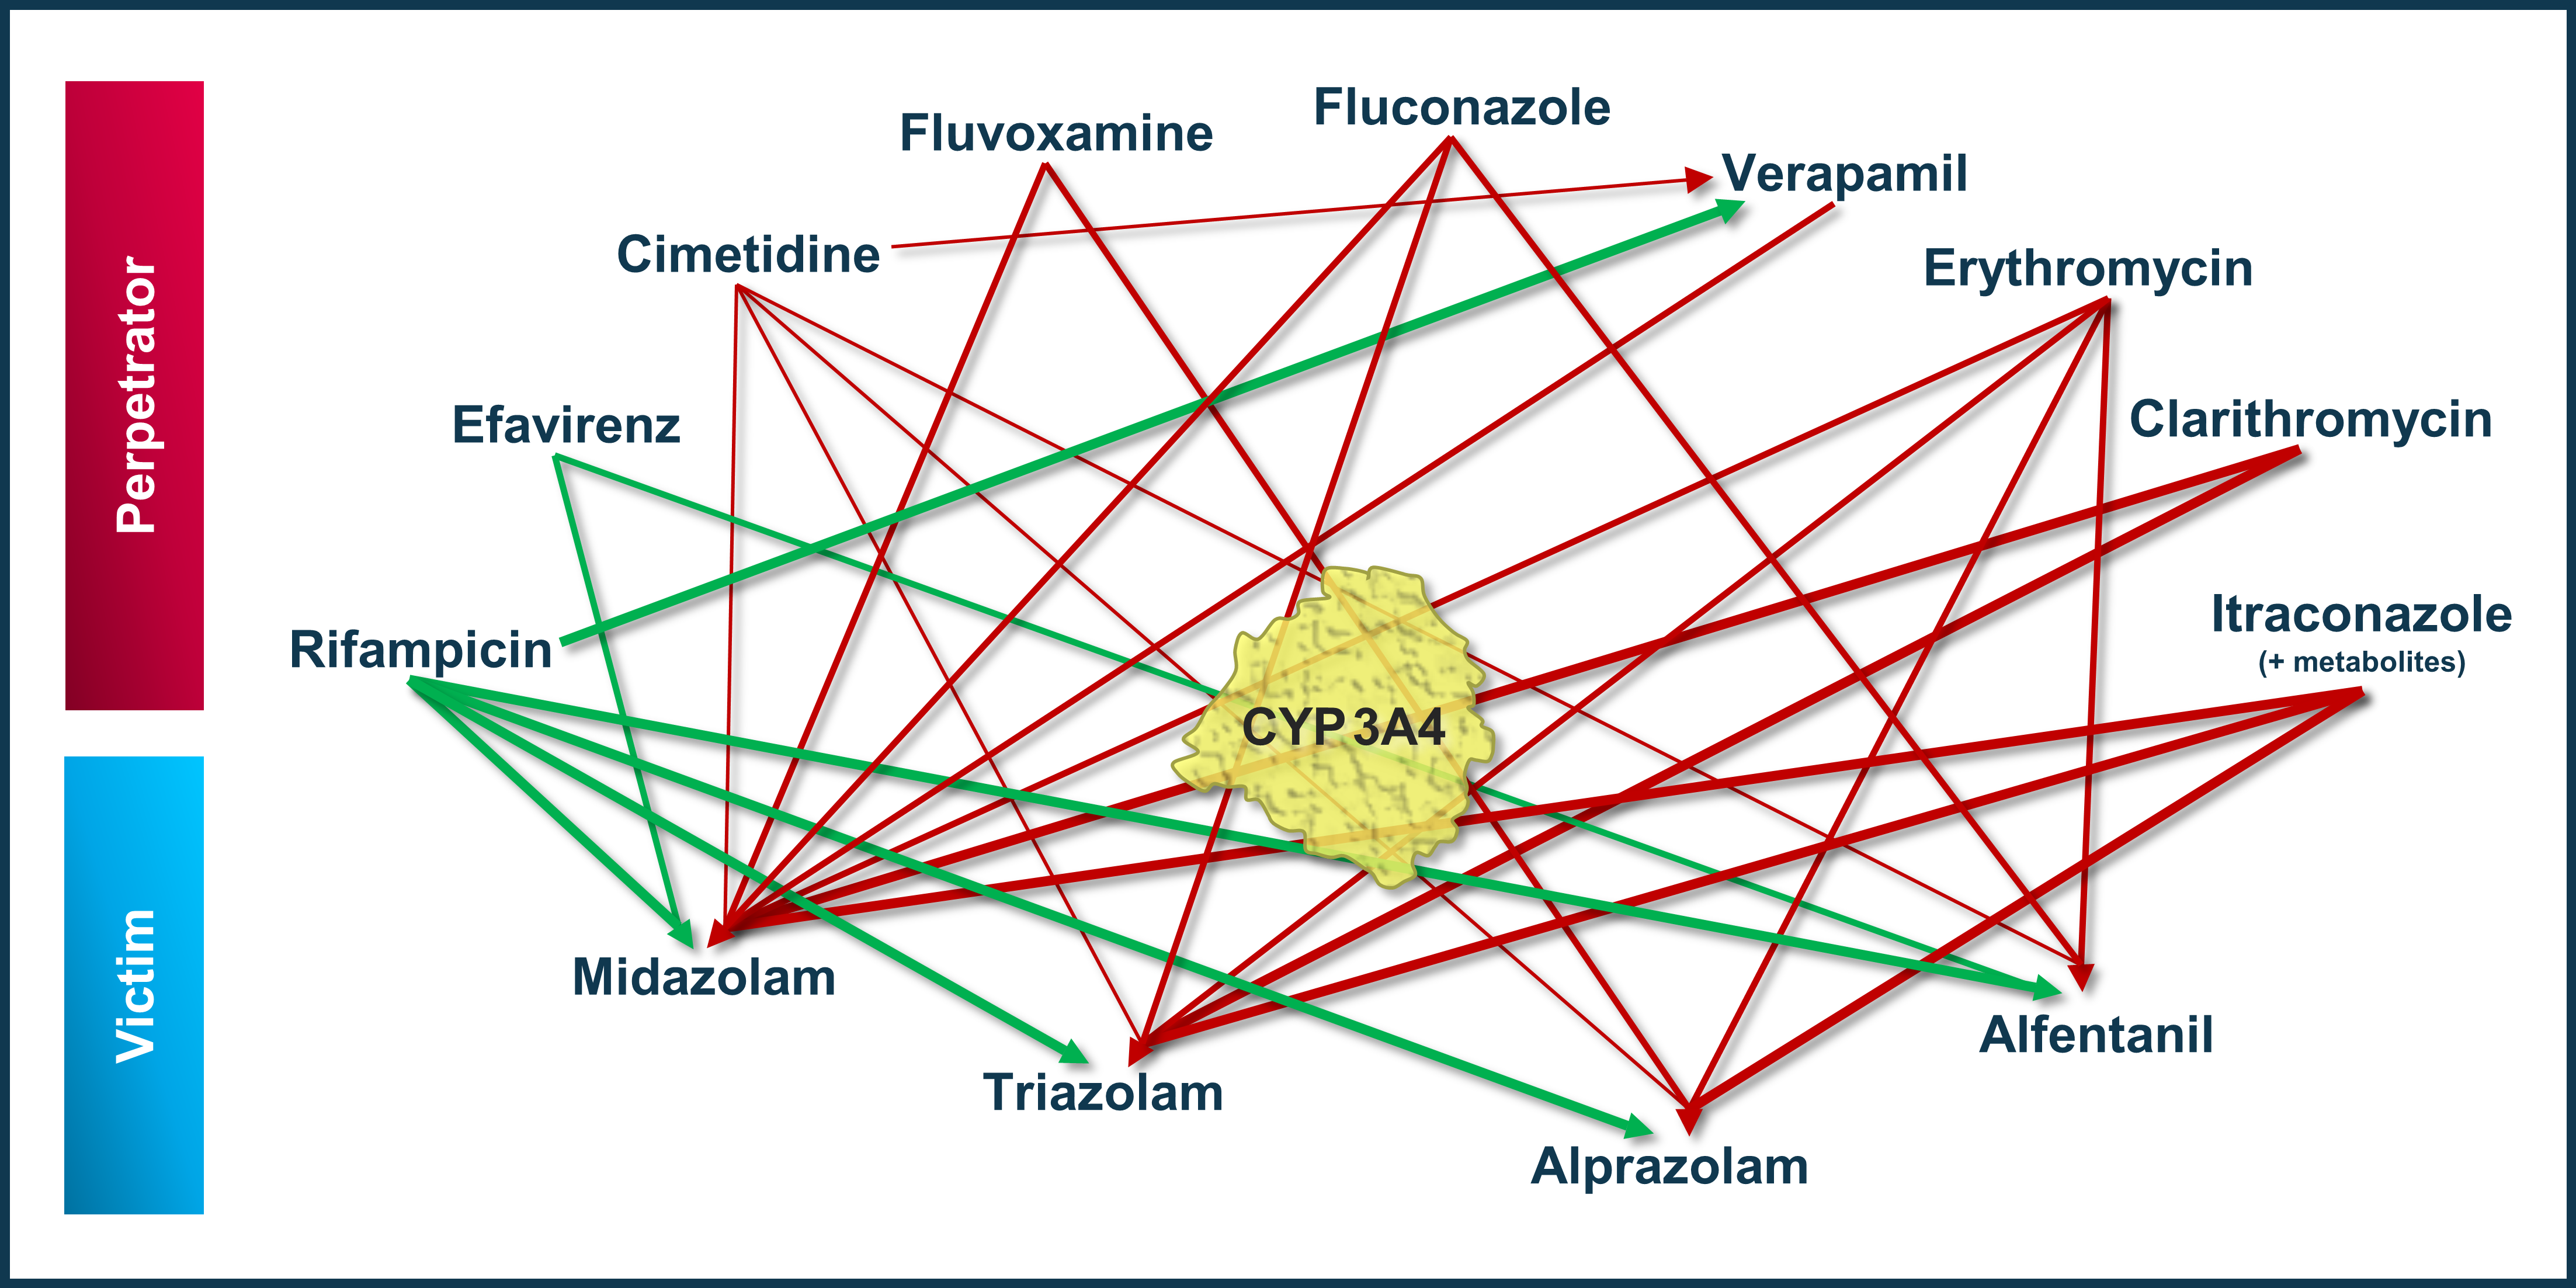 Perpetrator
Victim
Fluconazole
Fluvoxamine
Verapamil
Cimetidine
Erythromycin
Efavirenz
Clarithromycin
Rifampicin
Itraconazole
(+ metabolites)
CYP 3A4
Midazolam
Alfentanil
Triazolam
Alprazolam